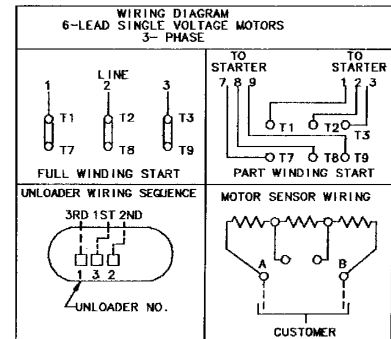 WIRING DIAGRAM
6-LEAD SINGLE VOLTAGE MOTORS
3- PHASE
LINE
1 2 3
T1 T2 T3
T7 T8 T9
FULL WINDING START
TO STARTER
TO STARTER
7 8 9
1 2 3
T1 T2 T3
T7 T8 T9
PART WINDING START
UNLOADER WIRING SEQUENCE
3RD 1ST 2ND
1 3 2
UNLOADER NO.
MOTOR SENSOR WIRING
A B
CUSTOMER